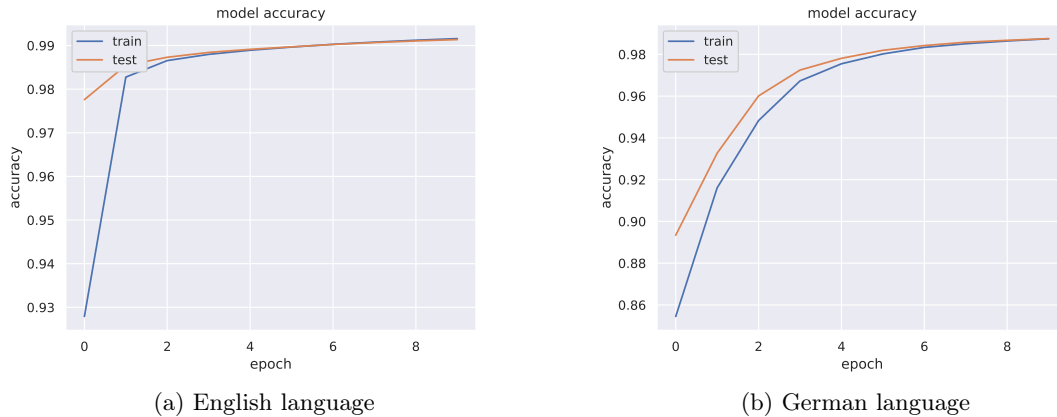 model accuracy
train
test
0.99
0.98
0.97
0.96
0.95
0.94
0.93
accuracy
0 2 4 6 8
epoch
(a) English language
model accuracy
train
test
0.98
0.96
0.94
0.92
0.90
0.88
0.86
accuracy
0 2 4 6 8
epoch
(b) German language